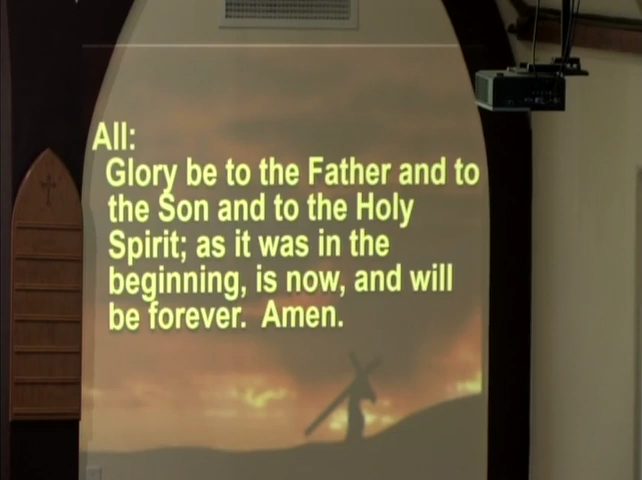 All:
Glory be to the Father and to
the Son and to the Holy
Spirit; as it was in the
beginning, is now, and will
be forever.  Amen.